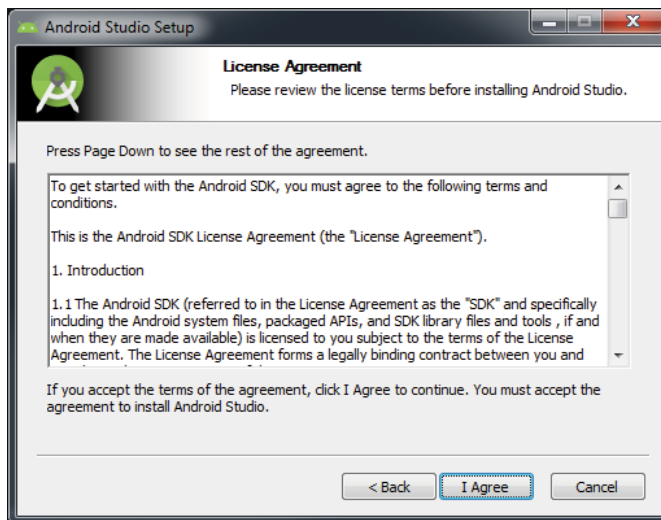 Android Studio Setup
License Agreement
Please review the license terms before installing Android Studio.
Press Page Down to see the rest of the agreement.
To get started with the Android SDK, you must agree to the following terms and
conditions.
This is the Android SDK License Agreement (the "License Agreement").
1. Introduction
1.1 The Android SDK (referred to in the License Agreement as the "SDK" and specifically
including the Android system files, packaged APIs, and SDK library files and tools , if and
when they are made available) is licensed to you subject to the terms of the License
Agreement. The License Agreement forms a legally binding contract between you and
If you accept the terms of the agreement, click I Agree to continue. You must accept the
agreement to install Android Studio.
< Back
I Agree
Cancel